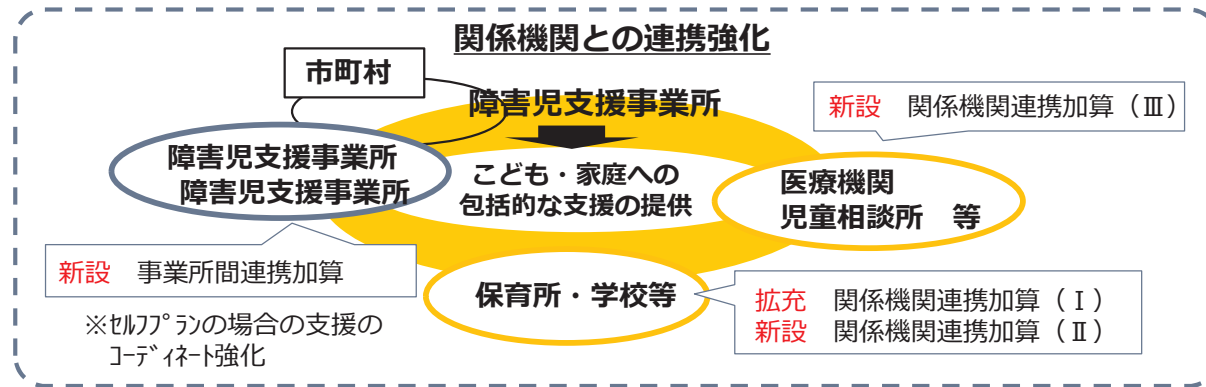 関係機関との連携強化
市町村
障害児支援事業所
新設 関係機関連携加算（Ⅲ）
障害児支援事業所
障害児支援事業所
こども・家庭への
包括的な支援の提供
医療機関
児童相談所 等
新設 事業所間連携加算
※ｾﾙﾌﾌﾟﾗﾝの場合の支援の
ｺｰﾃﾞｨﾈｰﾄ強化
保育所・学校等
拡充 関係機関連携加算（Ⅰ）
新設 関係機関連携加算（Ⅱ）